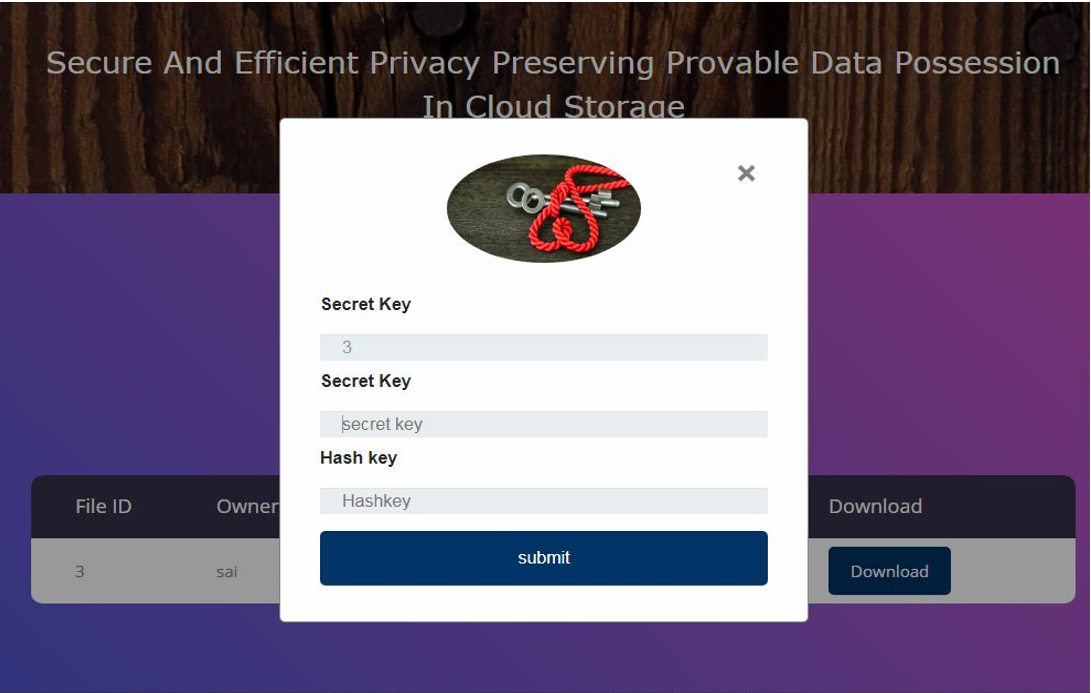 Secure And Efficient Privacy Preserving Provable Data Possession
In Cloud Storage
×
Secret Key
3
Secret Key
secret key
Hash key
Hashkey
submit
File ID Owner Download
3 sai Download